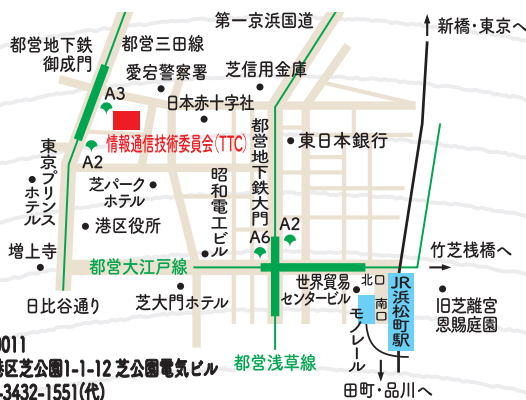 第一京浜国道
新橋・東京へ
都営地下鉄
御成門
都営三田線
愛宕警察署
芝信用金庫
A3
日本赤十字社
情報通信技術委員会(TTC)
都営地下鉄大門
東日本銀行
A2
東京プリンス
ホテル
芝パーク
ホテル
昭和電工ビル
港区役所
A2
A6
増上寺
都営大江戸線
竹芝桟橋へ
世界貿易
センタービル
北口
JR浜松町駅
南口
モノレール
日比谷通り
芝大門ホテル
旧芝離宮
恩賜庭園
0011
港区芝公園1-1-12 芝公園電気ビル
-3432-1551(代)
都営浅草線
田町・品川へ